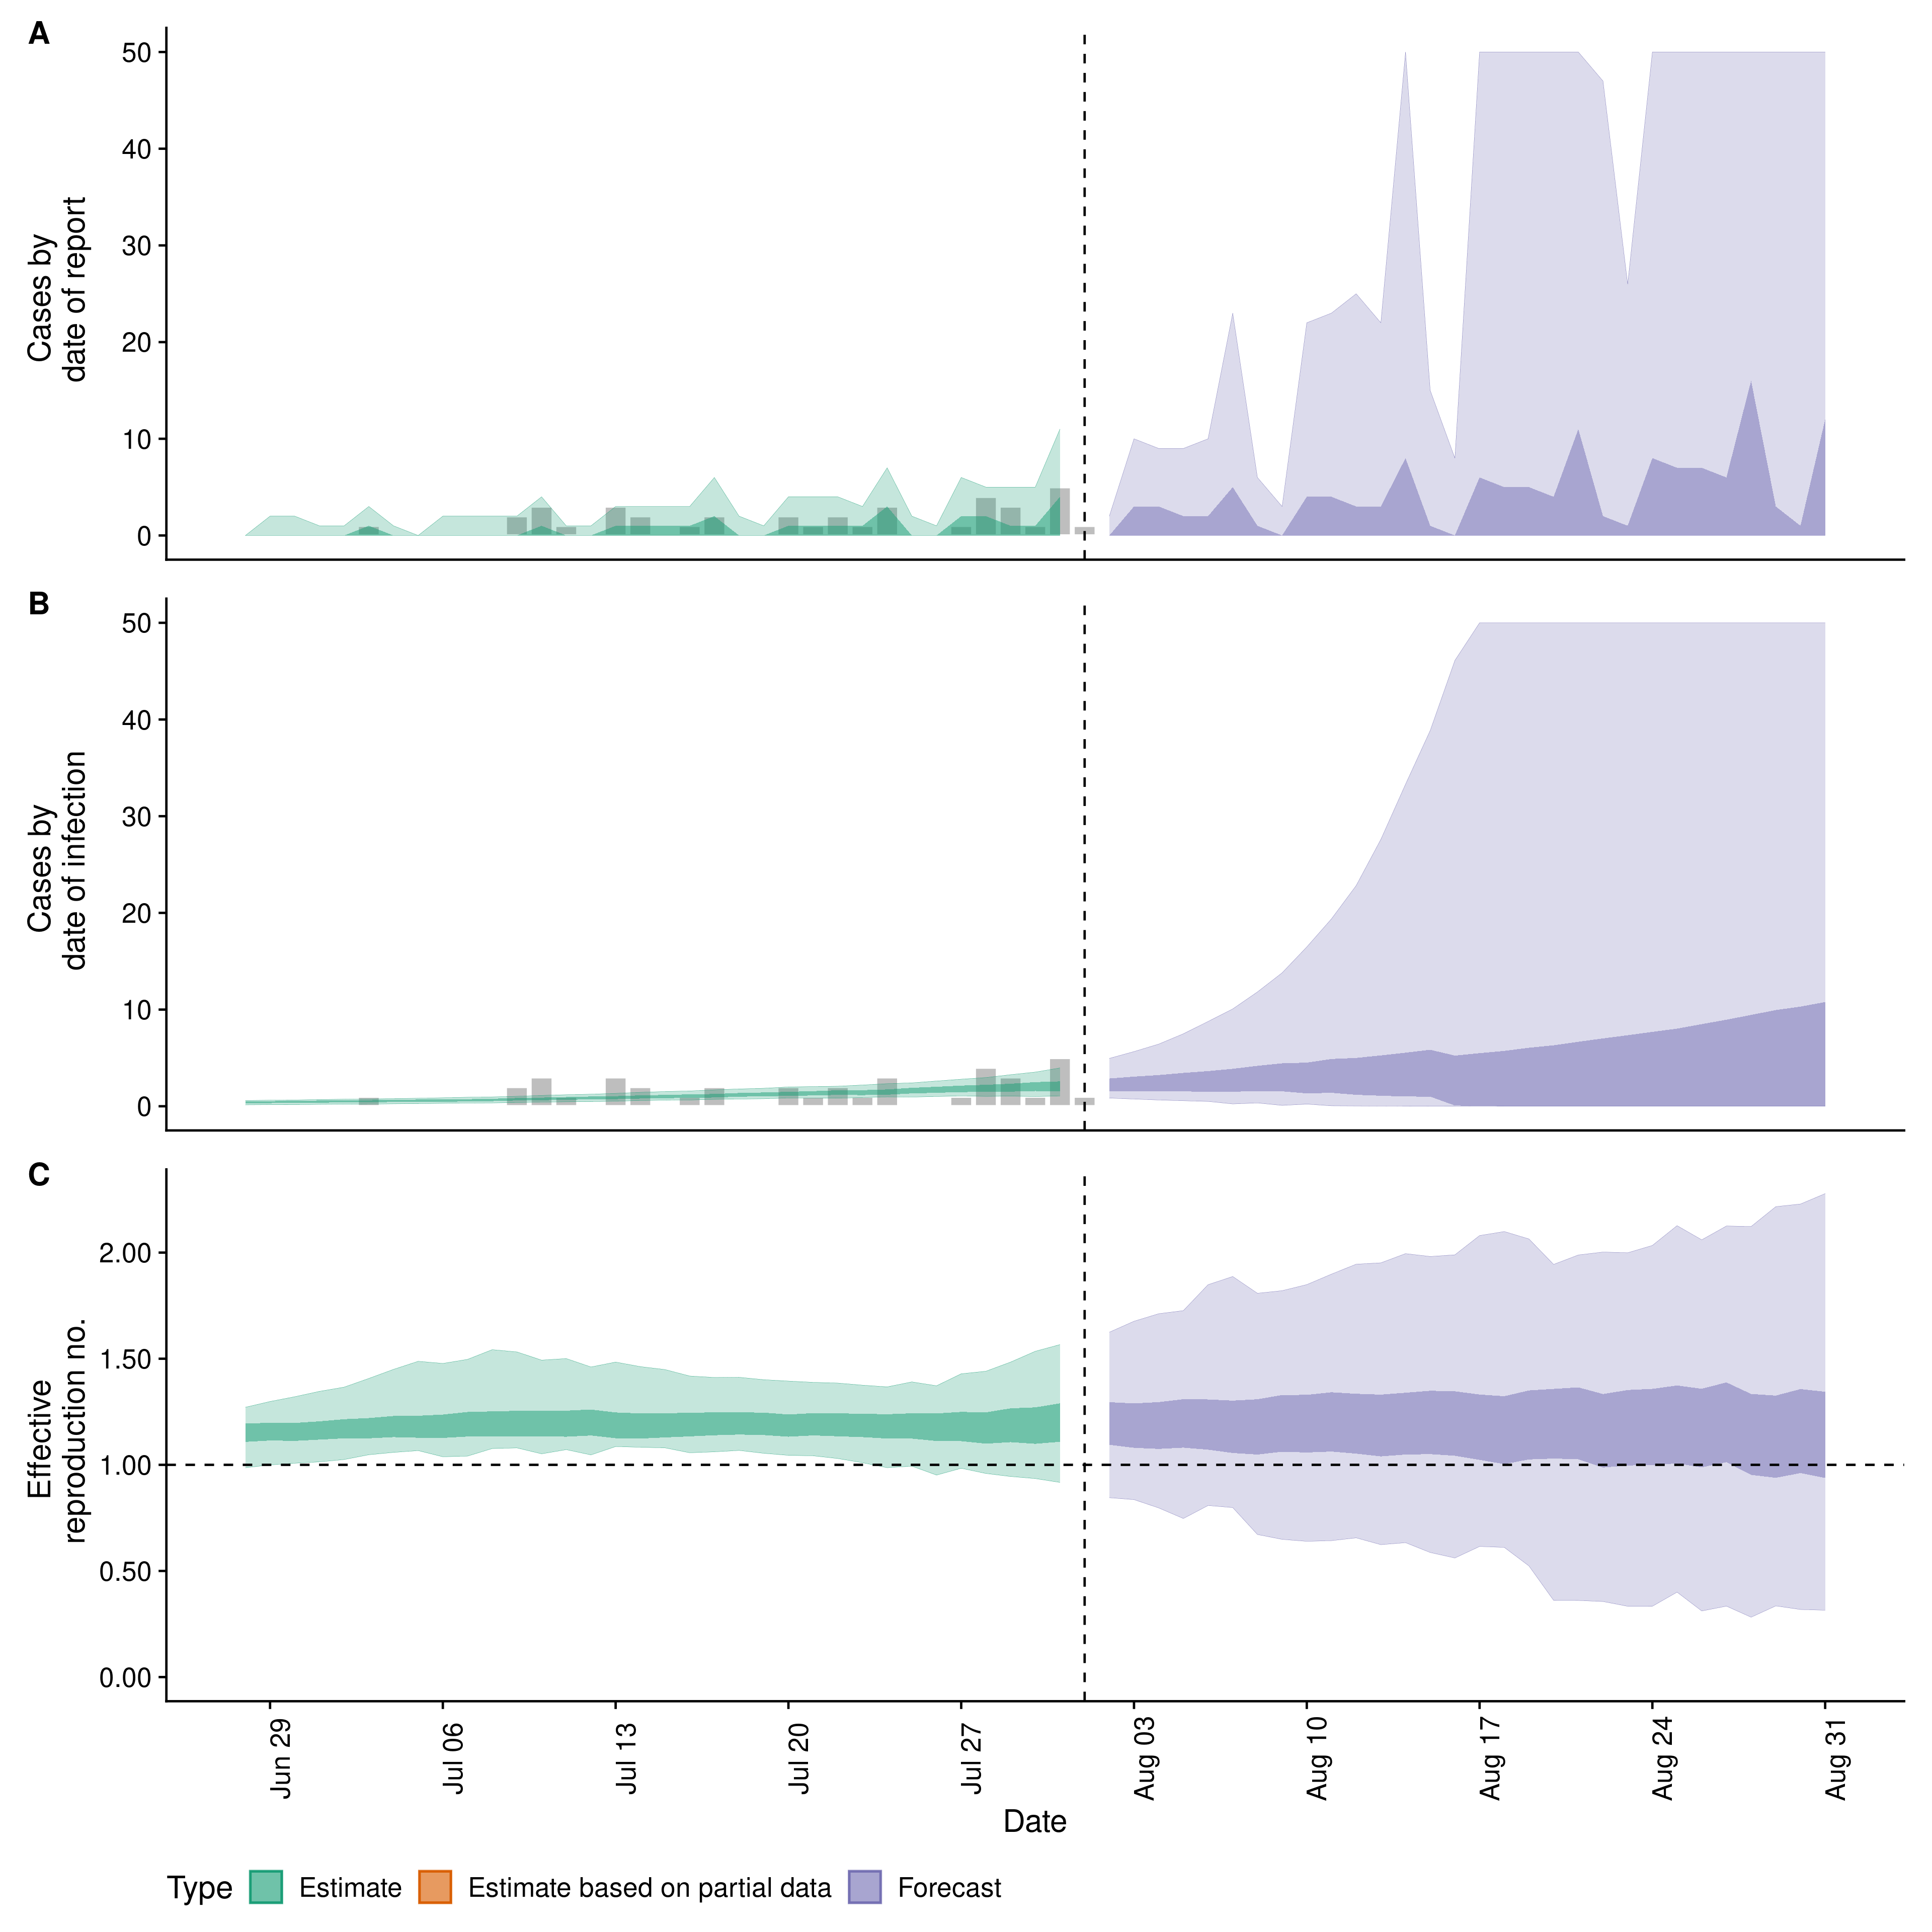 A
50
40
30
20
10
0
Cases by
date of report
B
50
40
30
20
10
0
Cases by
date of infection
C
2.00
1.50
1.00
0.50
0.00
Effective
reproduction no.
Jun 29
Jul 06
Jul 13
Jul 20
Jul 27
Aug 03
Aug 10
Aug 17
Aug 24
Aug 31
Date
Type
Estimate
Estimate based on partial data
Forecast